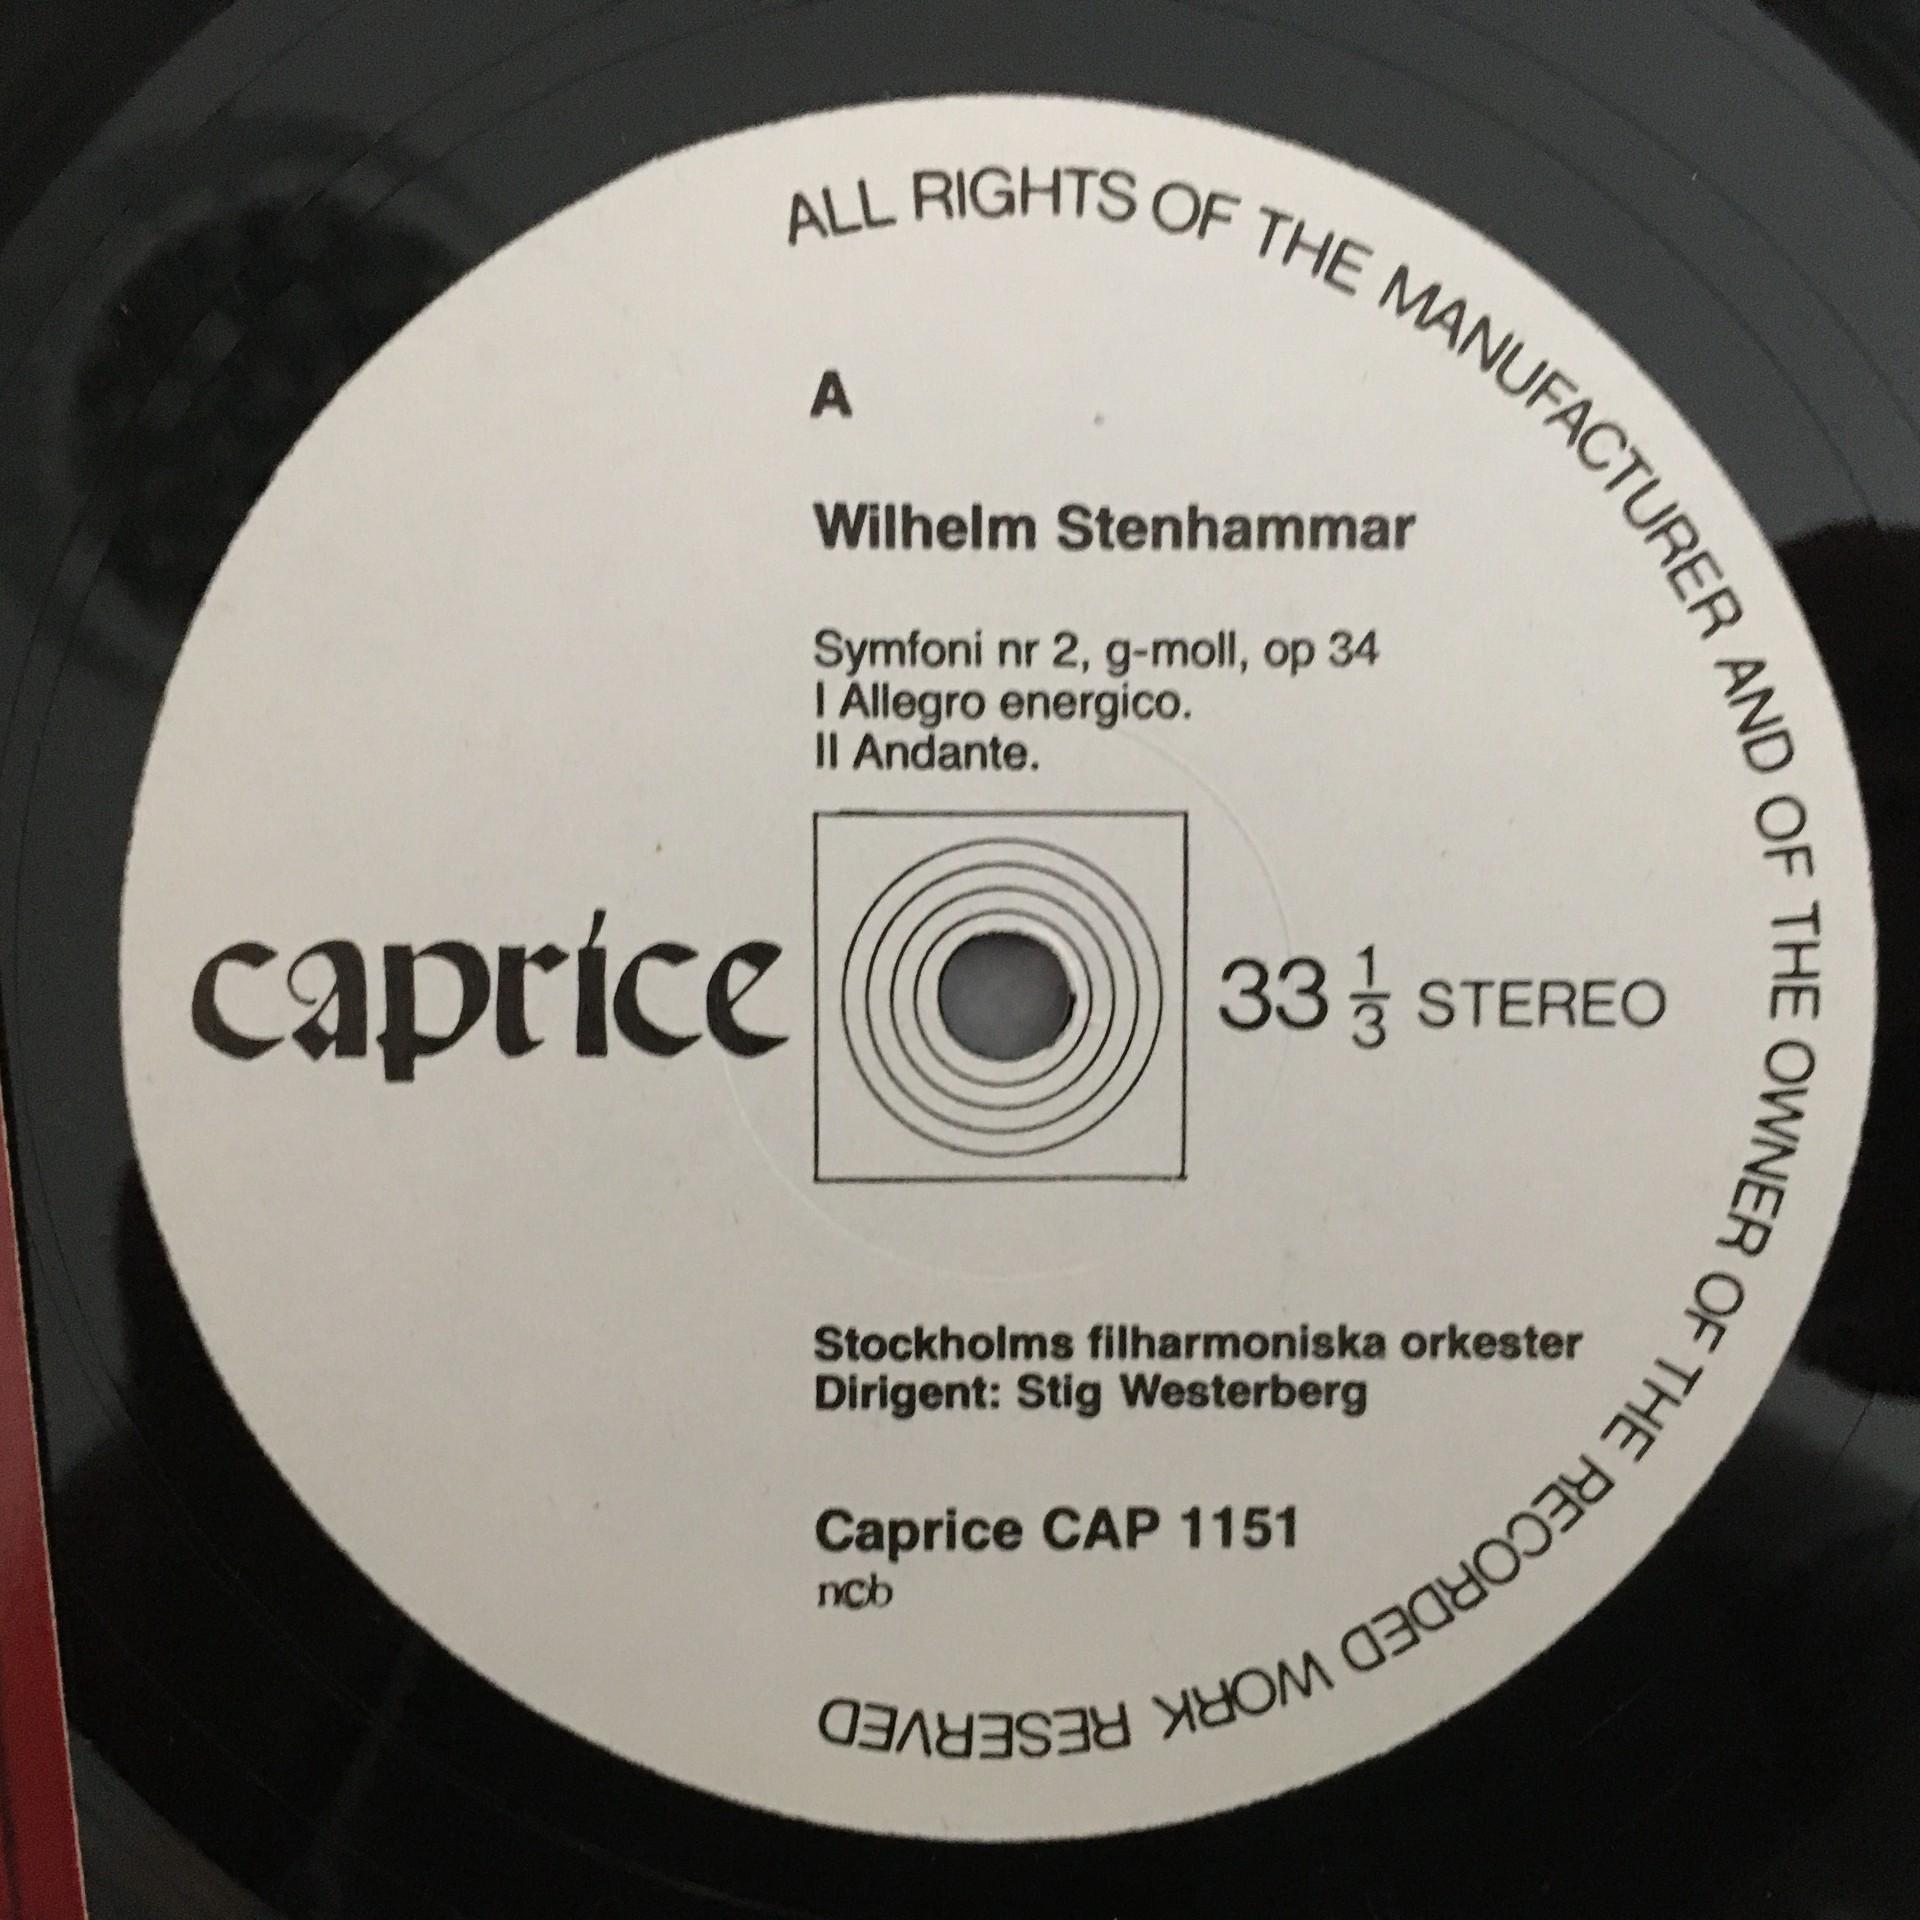 ALL RIGHTS OF THE MANUFACTURER AND OF THE OWNER OF THE RECORDED WORK RESERVED
A
Wilhelm Stenhammar
Symfoni nr 2, g-moll, op 34
I Allegro energico.
II Andante.
caprice
33 1/3 STEREO
Stockholms filharmoniska orkester
Dirigent: Stig Westerberg
Caprice CAP 1151
ncb